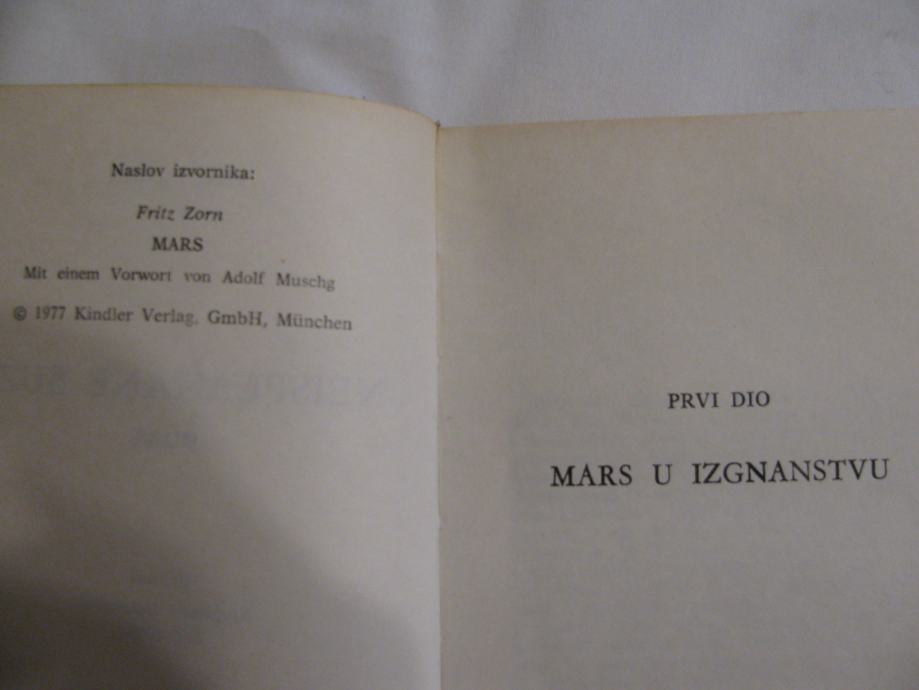 Naslov izvornika:
Fritz Zorn
MARS
Mit einem Vorwort von Adolf Muschg
© 1977 Kindler Verlag. GmbH, München
PRVI DIO
MARS U IZGNANSTVU